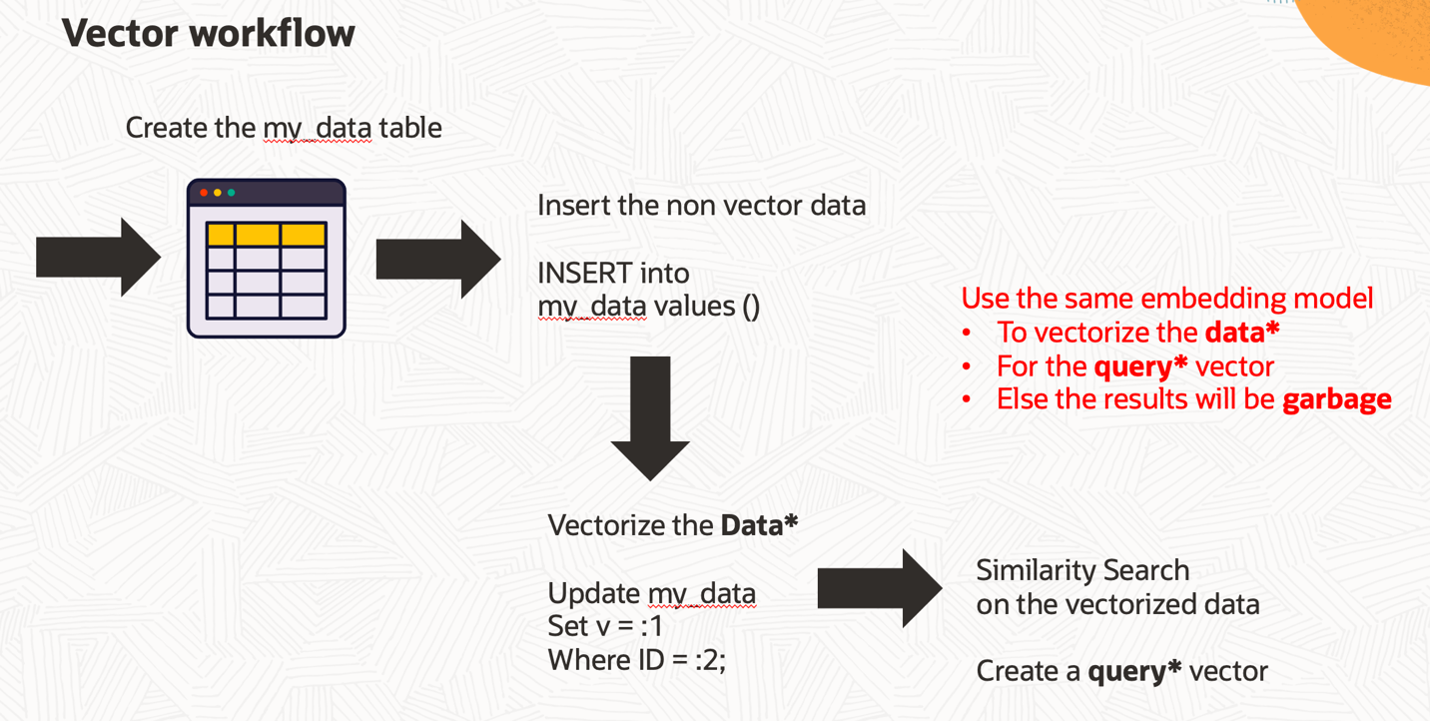 Vector workflow
Create the my_data table
Insert the non vector data
INSERT into
my_data values ()
Use the same embedding model
• To vectorize the data*
• For the query* vector
• Else the results will be garbage
Vectorize the Data*
Update my_data
Set v = :1
Where ID = :2;
Similarity Search
on the vectorized data
Create a query* vector